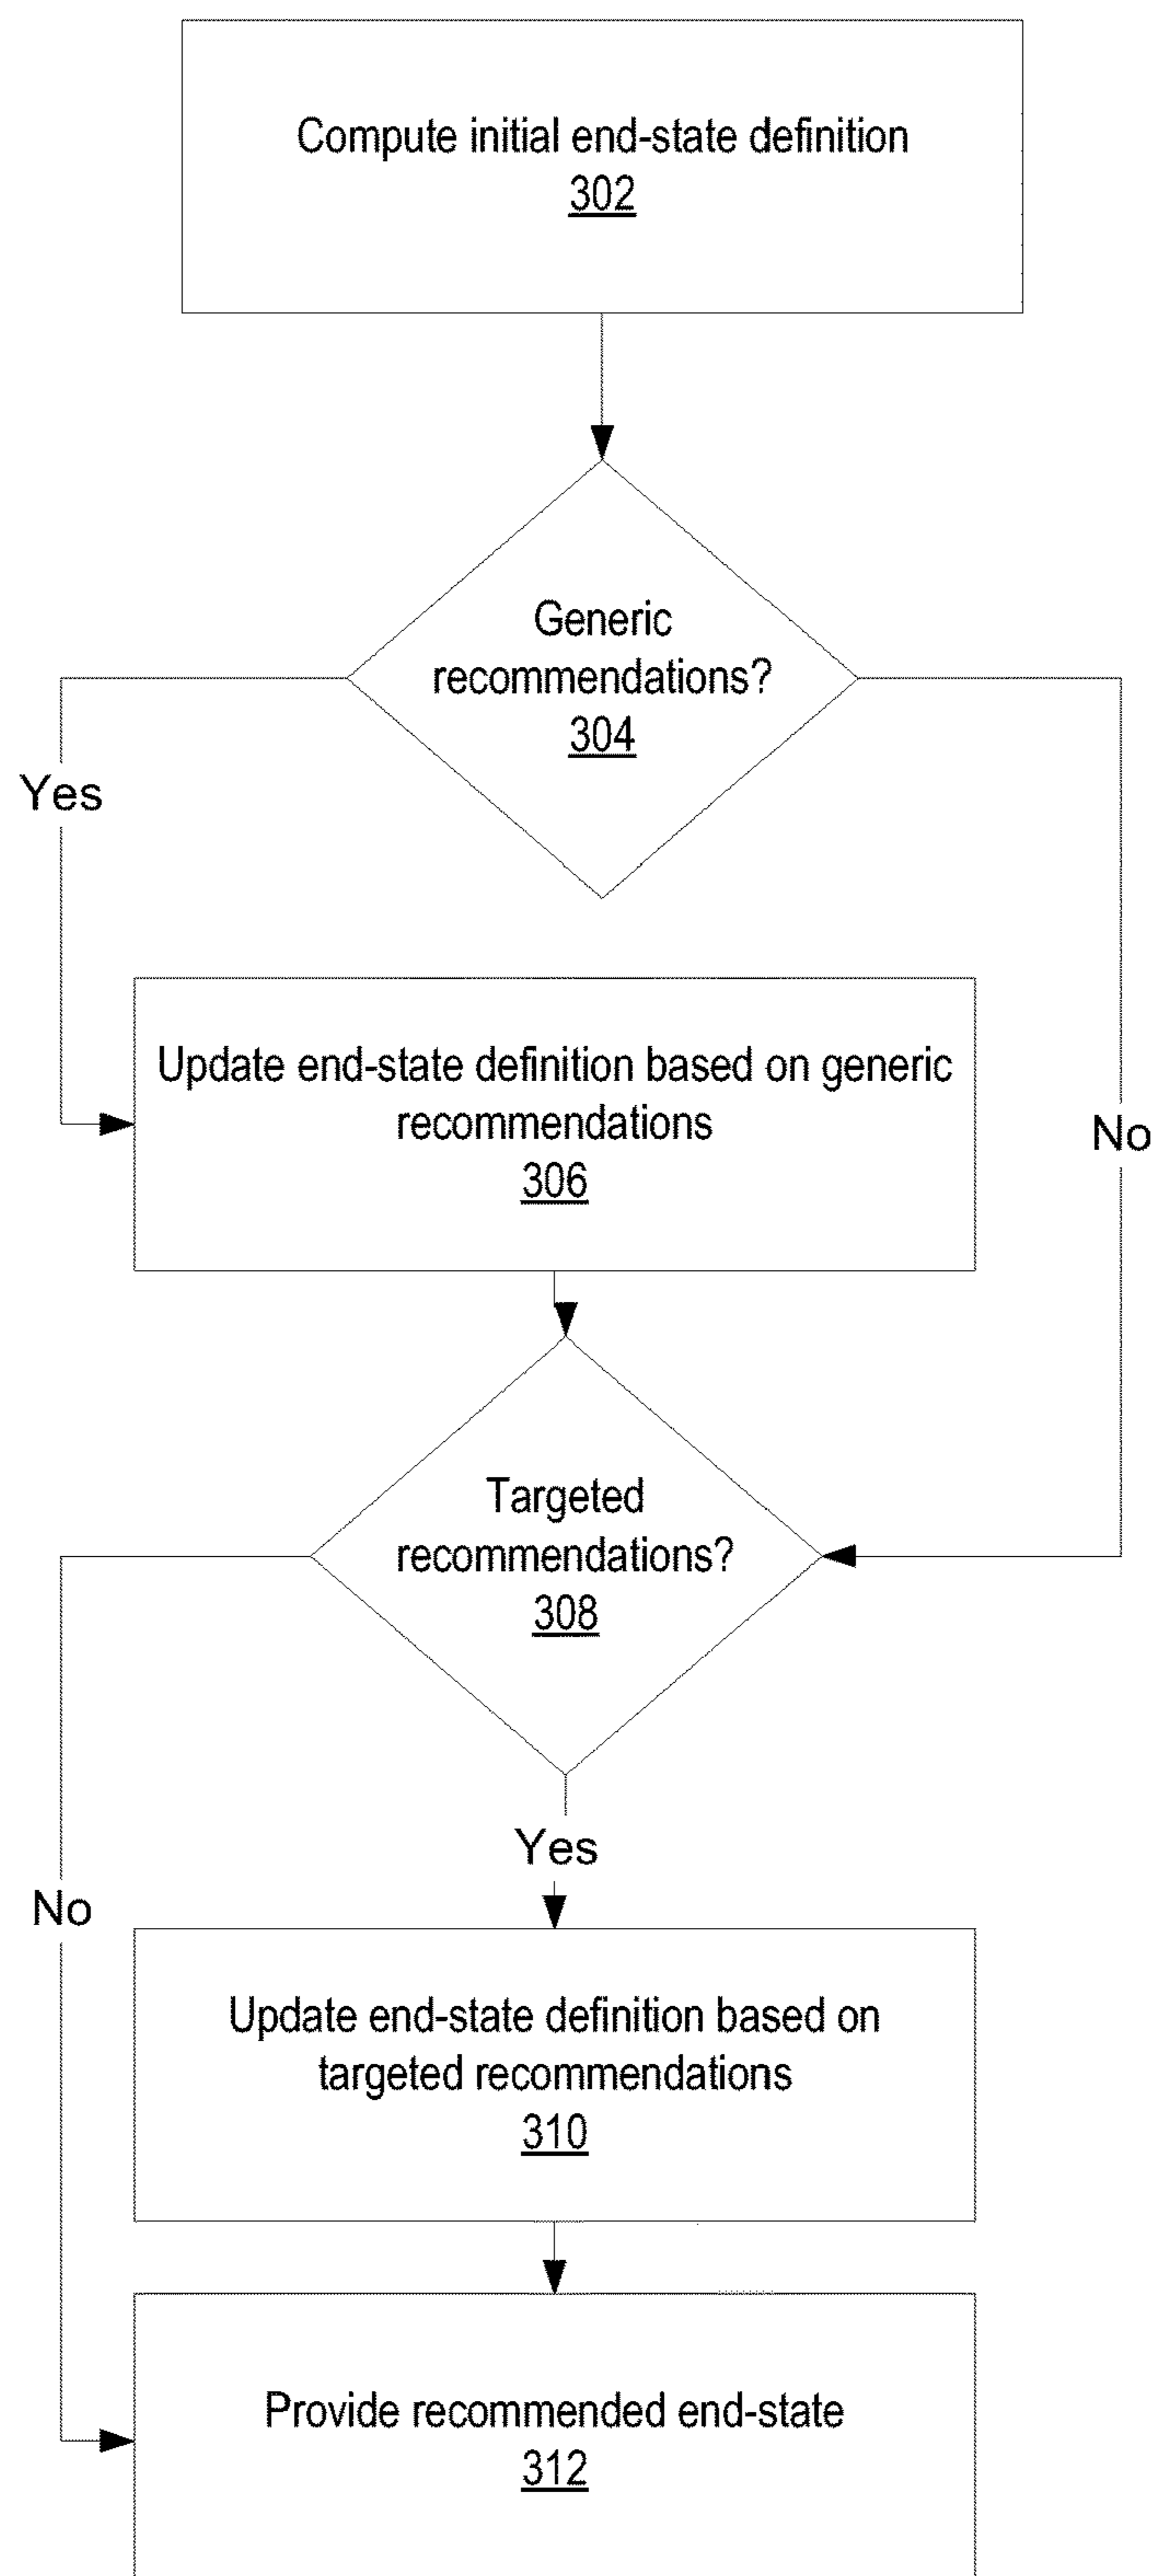 Compute initial end-state definition
302
Generic
recommendations?
304
Yes
Update end-state definition based on generic
recommendations
306
No
Targeted
recommendations?
308
Yes
No
Update end-state definition based on
targeted recommendations
310
Provide recommended end-state
312